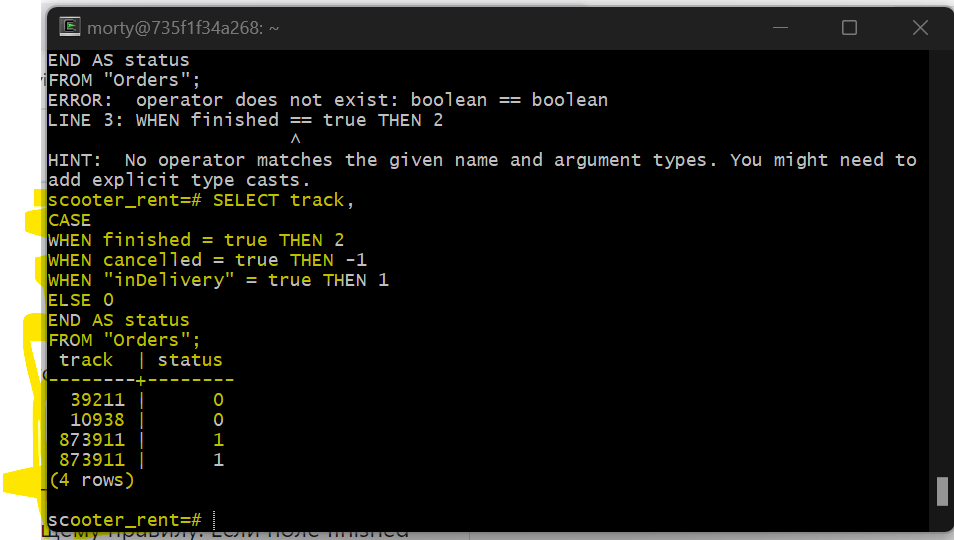 morty@735f1f34a268: ~
END AS status
FROM "Orders";
ERROR:  operator does not exist: boolean == boolean
LINE 3: WHEN finished == true THEN 2
^
HINT:  No operator matches the given name and argument types. You might need to
add explicit type casts.
scooter_rent=# SELECT track,
CASE
WHEN finished = true THEN 2
WHEN cancelled = true THEN -1
WHEN "inDelivery" = true THEN 1
ELSE 0
END AS status
FROM "Orders";
track  | status
--------+--------
39211 |      0
10938 |      0
873911 |      1
873911 |      1
(4 rows)
scooter_rent=#
правилу: Если поле finished